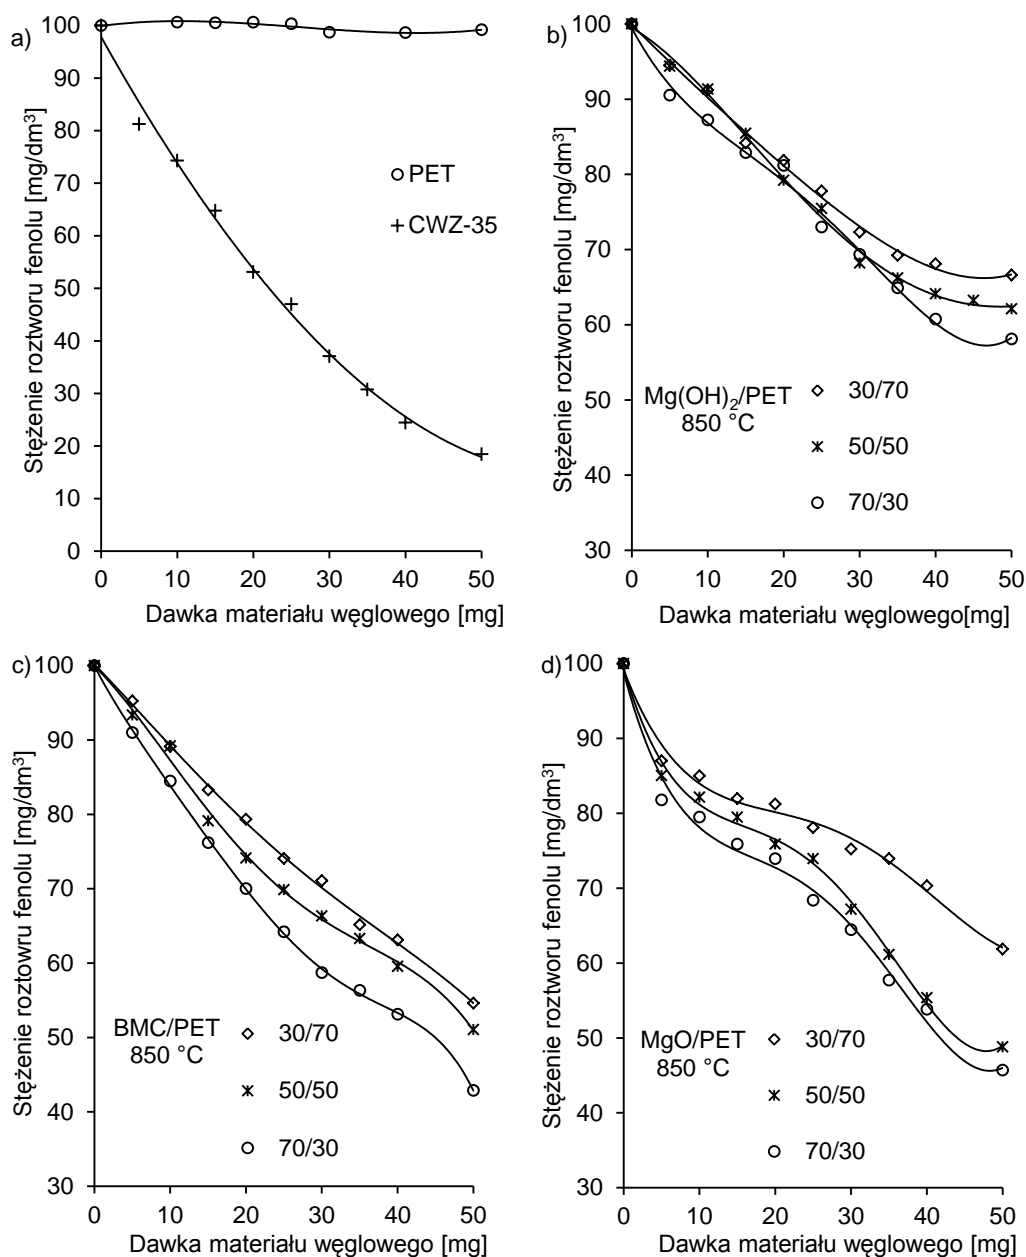 a)
100
90
80
70
60
50
40
30
20
10
0
Stężenie roztworu fenolu [mg/dm³]
PET
CWZ-35
0 10 20 30 40 50
Dawka materiału węglowego [mg]
b)
100
90
80
70
60
50
40
30
Stężenie roztworu fenolu [mg/dm³]
Mg(OH)₂/PET
850 °C
30/70
50/50
70/30
0 10 20 30 40 50
Dawka materiału węglowego[mg]
c)
100
90
80
70
60
50
40
30
Stężenie roztowru fenolu [mg/dm³]
BMC/PET
850 °C
30/70
50/50
70/30
0 10 20 30 40 50
Dawka materiału węglowego [mg]
d)
100
90
80
70
60
50
40
30
Stężenie roztworu fenolu [mg/dm³]
MgO/PET
850 °C
30/70
50/50
70/30
0 10 20 30 40 50
Dawka materiału węglowego [mg]